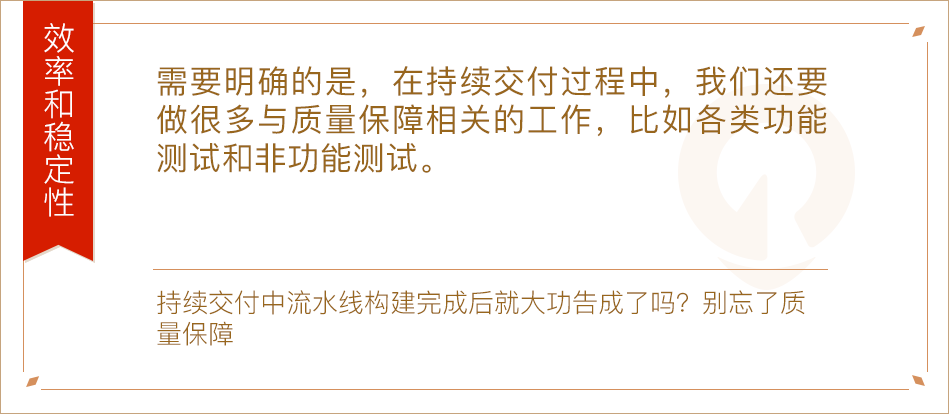 效率和稳定性
需要明确的是，在持续交付过程中，我们还要
做很多与质量保障相关的工作，比如各类功能
测试和非功能测试。
持续交付中流水线构建完成后就大功告成了吗？别忘了质
量保障